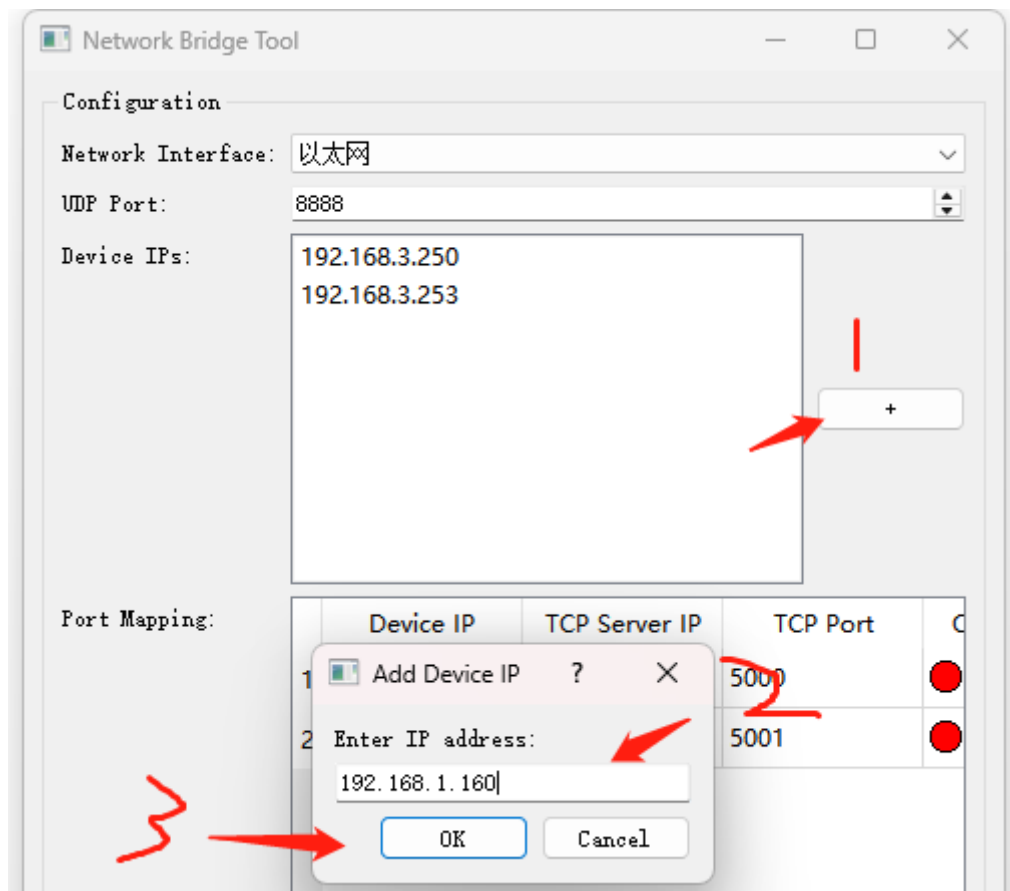 Network Bridge Tool
Configuration
Network Interface: 以太网
UDP Port: 8888
Device IPs: 192.168.3.250
192.168.3.253
1
+
Port Mapping:
Device IP TCP Server IP TCP Port C
1 5000
2 5001
Add Device IP ?
2
Enter IP address:
192.168.1.160
3
OK Cancel